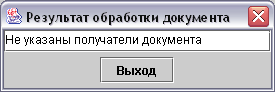 Результат обработки документа
Не указаны получатели документа
Выход